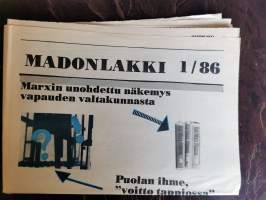 MADONLAKKI 1/86
Marxin unohdettu näkemys
vapauden valtakunnasta
? ?
Puolan ihme,
"voitto tappiossa"